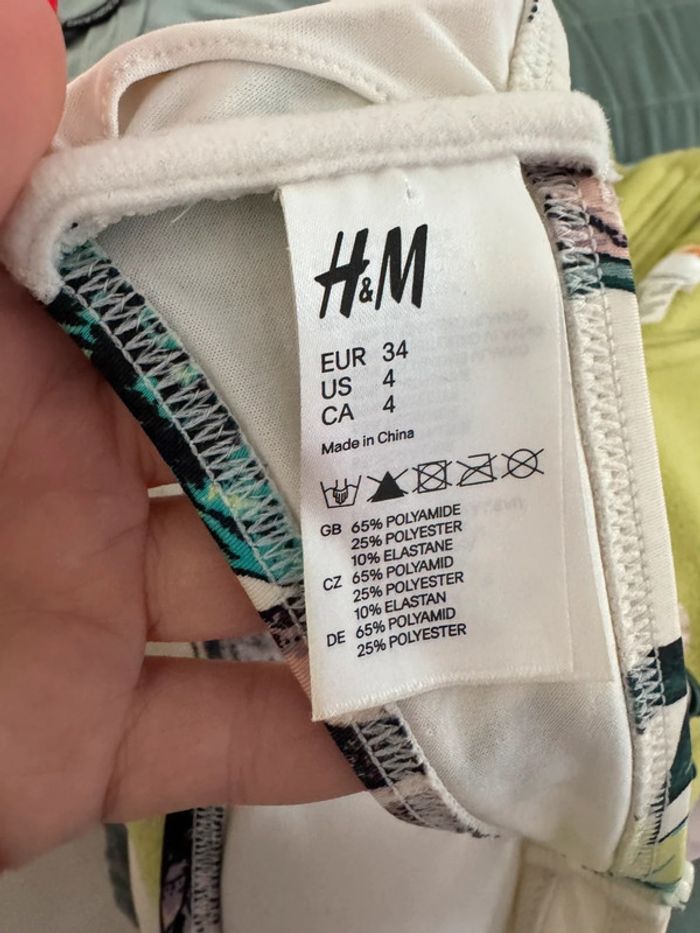 H&M
EUR 34
US 4
CA 4
Made in China
GB 65% POLYAMIDE
25% POLYESTER
10% ELASTANE
CZ 65% POLYAMID
25% POLYESTER
10% ELASTAN
DE 65% POLYAMID
25% POLYESTER